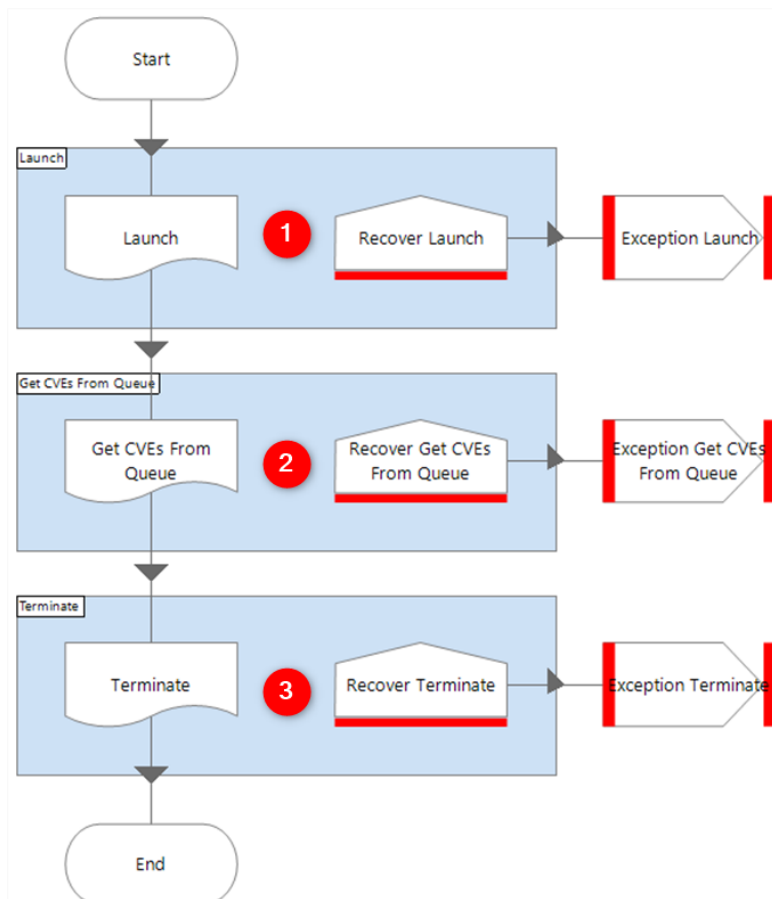 Start
Launch
Launch
1
Recover Launch
Exception Launch
Get CVEs From Queue
Get CVEs From
Queue
2
Recover Get CVEs
From Queue
Exception Get CVEs
From Queue
Terminate
Terminate
3
Recover Terminate
Exception Terminate
End